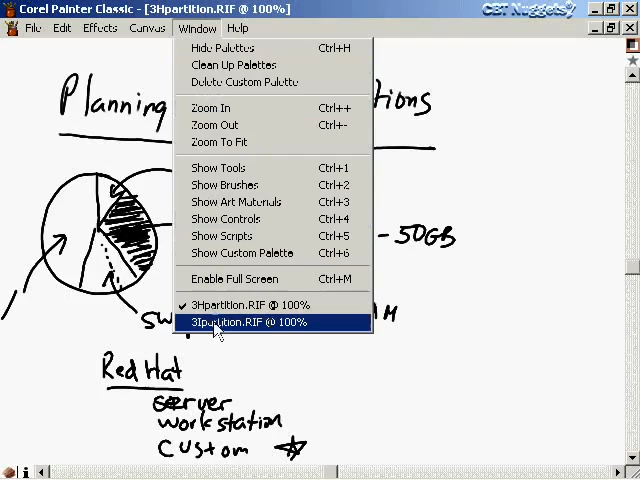 Corel Painter Classic - [3Hpartition.RIF @ 100%]
CBT Nuggets
File Edit Effects Canvas Window Help
Hide Palettes Ctrl+H
Clean Up Palettes
Delete Custom Palette
Zoom In Ctrl++
Zoom Out Ctrl+-
Zoom To Fit
Show Tools Ctrl+1
Show Brushes Ctrl+2
Show Art Materials Ctrl+3
Show Controls Ctrl+4
Show Scripts Ctrl+5
Show Custom Palette Ctrl+6
Enable Full Screen Ctrl+M
3Hpartition.RIF @ 100%
3Ipartition.RIF @ 100%
Planning
- 50GB
Red Hat
Server
Workstation
Custom